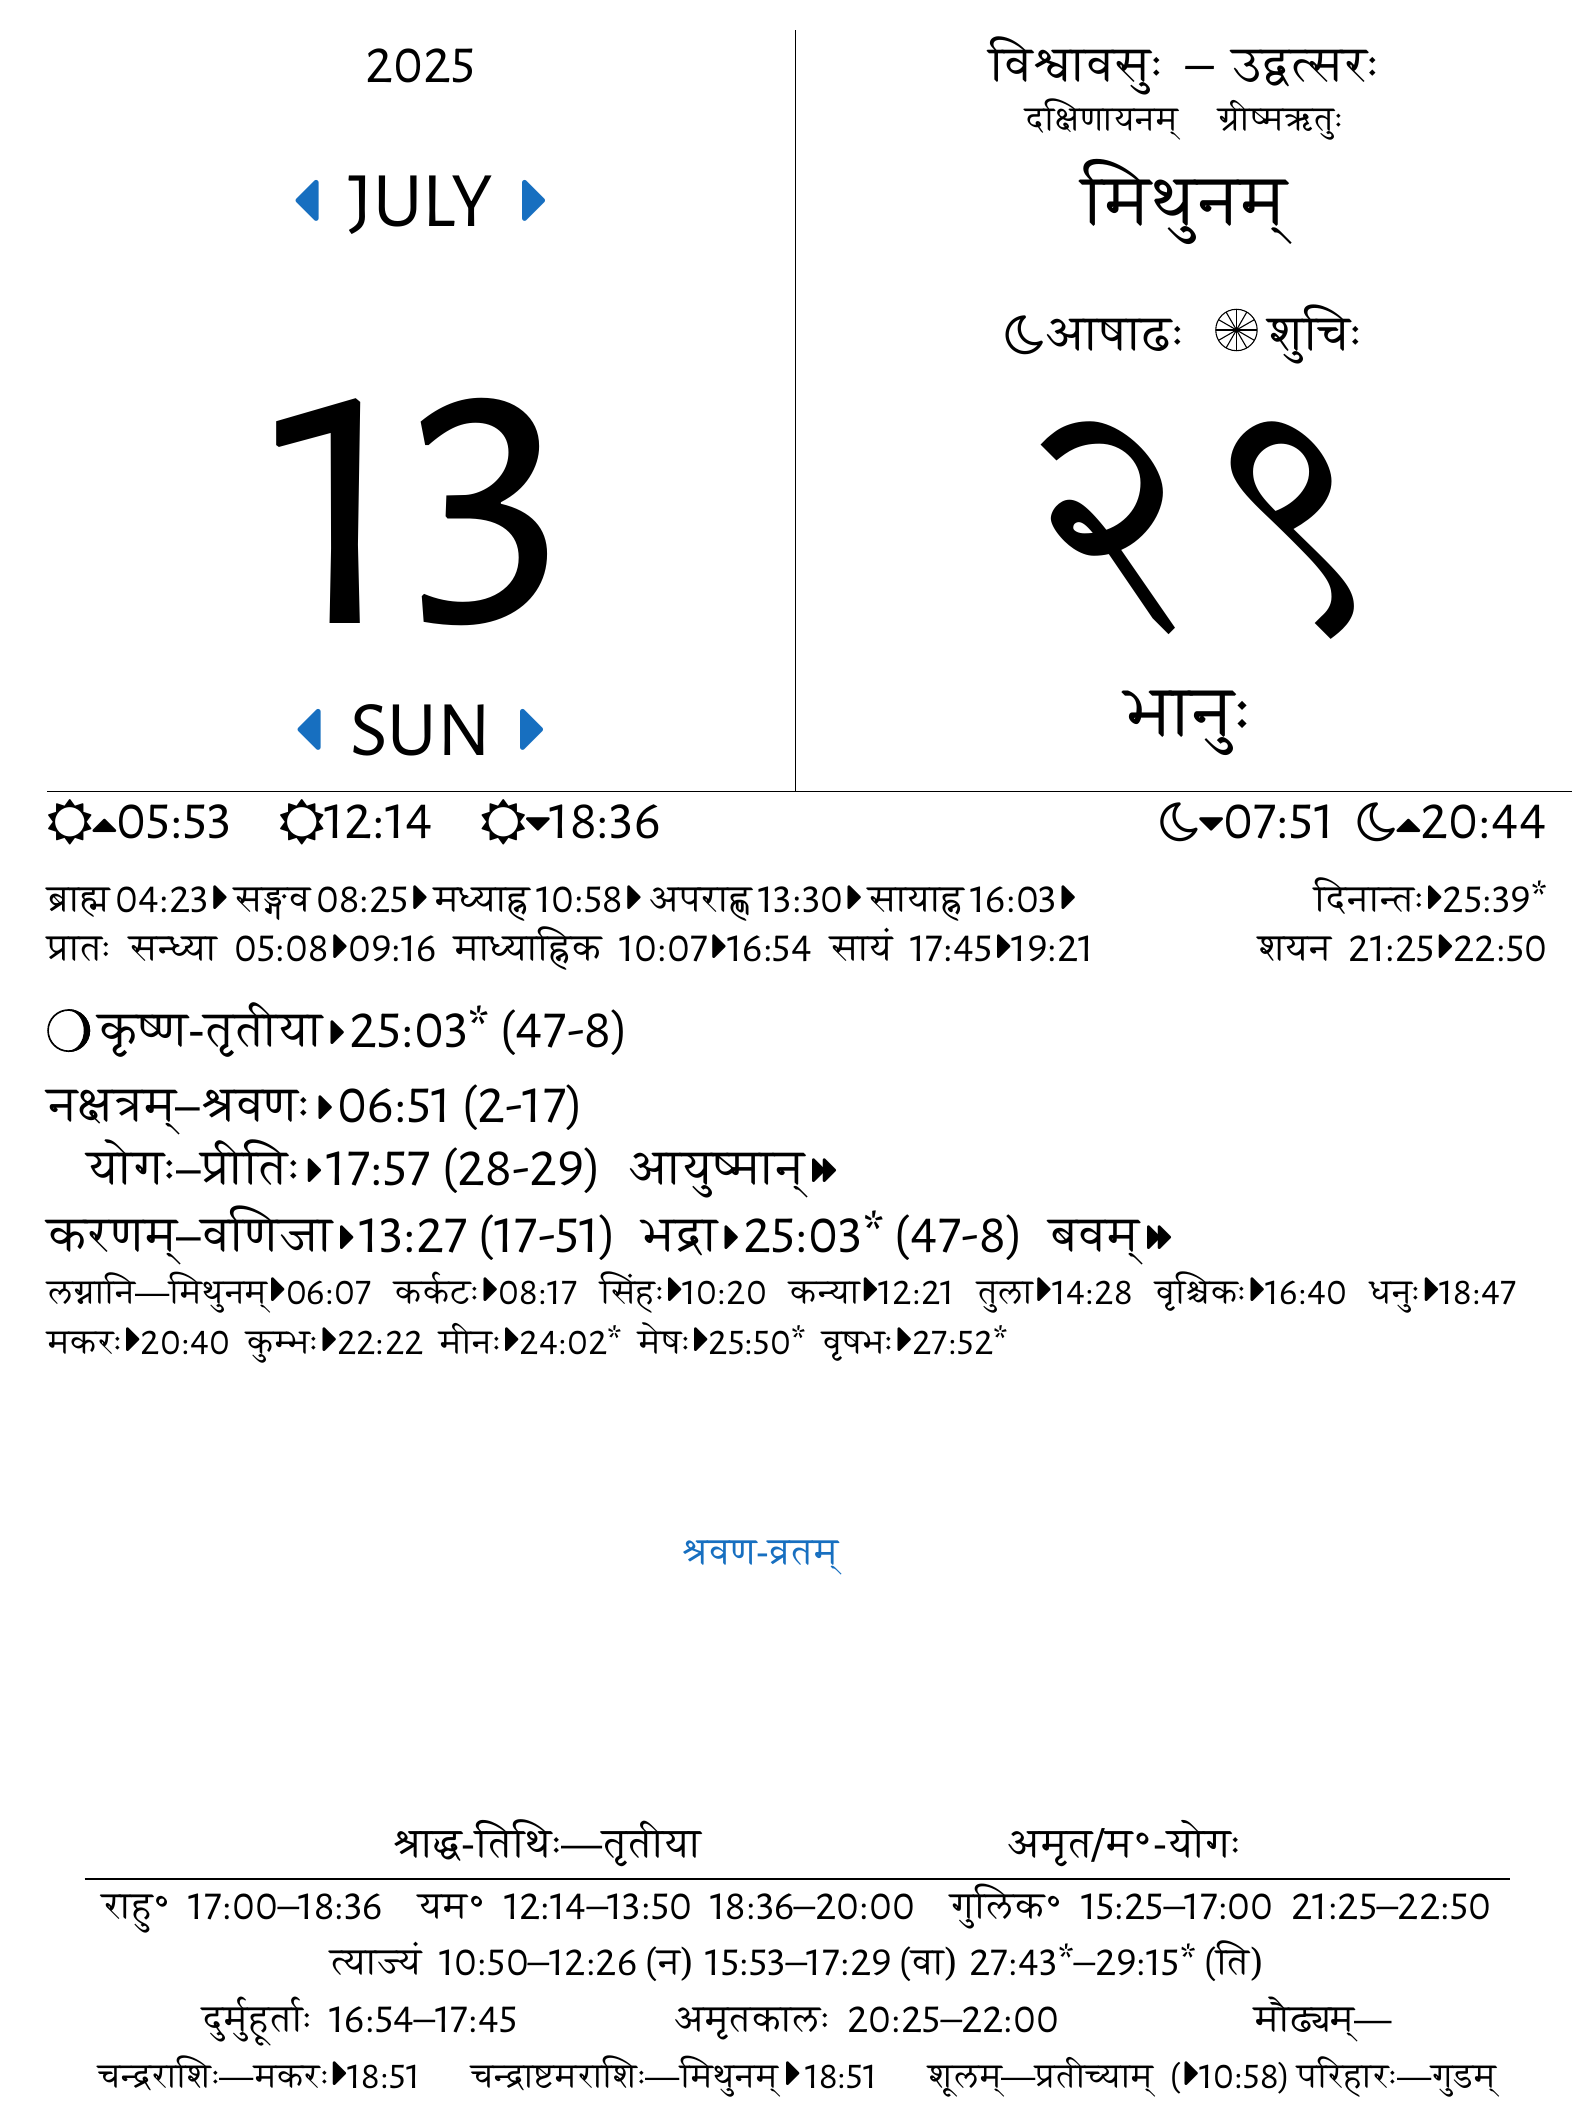 2025
JULY
13
SUN
विश्वावसुः – उद्वत्सरः
दक्षिणायनम् ग्रीष्मऋतुः
मिथुनम्
आषाढः शुचिः
२९
भानुः
05:53 12:14 18:36 07:51 20:44
ब्राह्म 04:23 सङ्गव 08:25 मध्याह्न 10:58 अपराह्ण 13:30 सायाह्न 16:03 दिनान्तः 25:39*
प्रातः सन्ध्या 05:08 09:16 माध्याह्निक 10:07 16:54 सायं 17:45 19:21 शयन 21:25 22:50
कृष्ण-तृतीया 25:03* (47-8)
नक्षत्रम्–श्रवणः 06:51 (2-17)
योगः–प्रीतिः 17:57 (28-29) आयुष्मान्
करणम्–वणिजा 13:27 (17-51) भद्रा 25:03* (47-8) बवम्
लग्नानि—मिथुनम् 06:07 कर्कटः 08:17 सिंहः 10:20 कन्या 12:21 तुला 14:28 वृश्चिकः 16:40 धनुः 18:47
मकरः 20:40 कुम्भः 22:22 मीनः 24:02* मेषः 25:50* वृषभः 27:52*
श्रवण-व्रतम्
श्राद्ध-तिथिः—तृतीया अमृत/म॰-योगः
राहु॰ 17:00–18:36 यम॰ 12:14–13:50 18:36–20:00 गुलिक॰ 15:25–17:00 21:25–22:50
त्याज्यं 10:50–12:26 (न) 15:53–17:29 (वा) 27:43*–29:15* (ति)
दुर्मुहूर्ताः 16:54–17:45 अमृतकालः 20:25–22:00 मौढ्यम्—
चन्द्रराशिः—मकरः 18:51 चन्द्राष्टमराशिः—मिथुनम् 18:51 शूलम्—प्रतीच्याम् ( 10:58) परिहारः—गुडम्